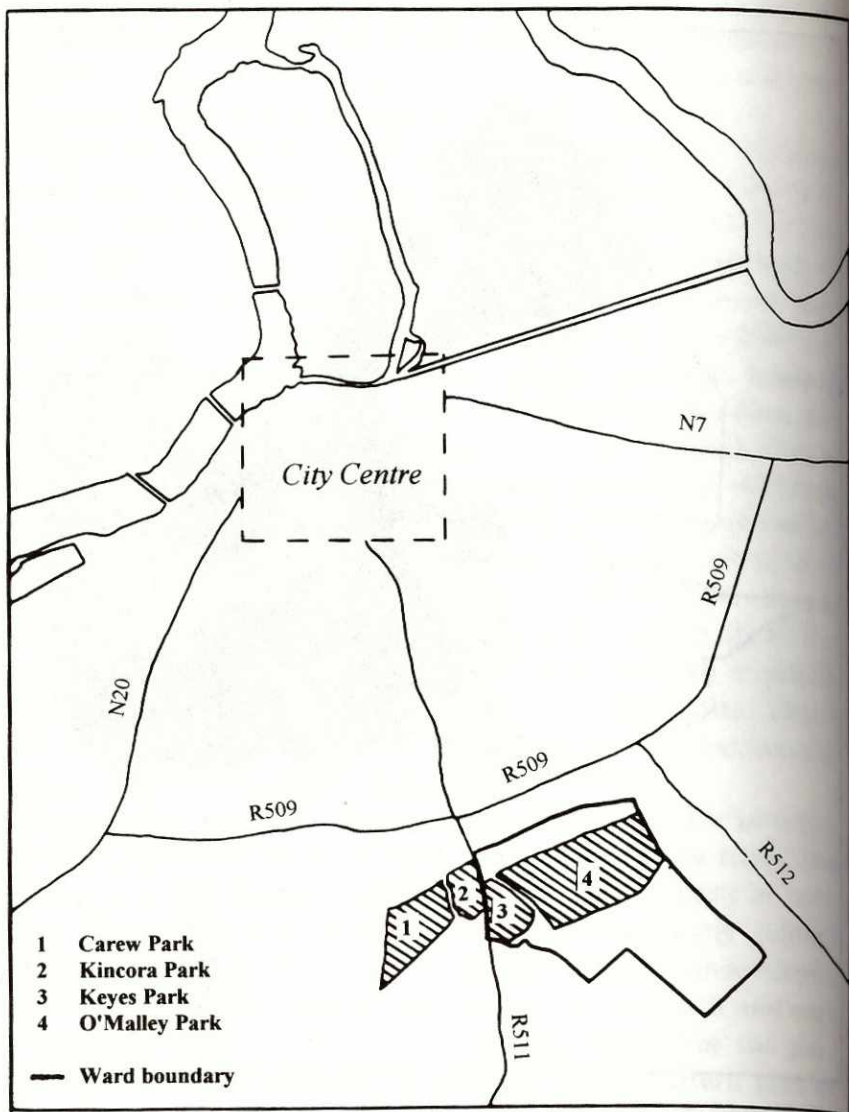 N7
City Centre
R509
N20
R509
R509
R512
4
2
3
1
1 Carew Park
2 Kincora Park
3 Keyes Park
4 O'Malley Park
R511
Ward boundary